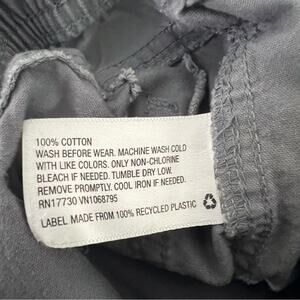 100% COTTON
WASH BEFORE WEAR. MACHINE WASH COLD
WITH LIKE COLORS. ONLY NON-CHLORINE
BLEACH IF NEEDED. TUMBLE DRY LOW.
REMOVE PROMPTLY. COOL IRON IF NEEDED.
RN17730 VN1068795
LABEL MADE FROM 100% RECYCLED PLASTIC